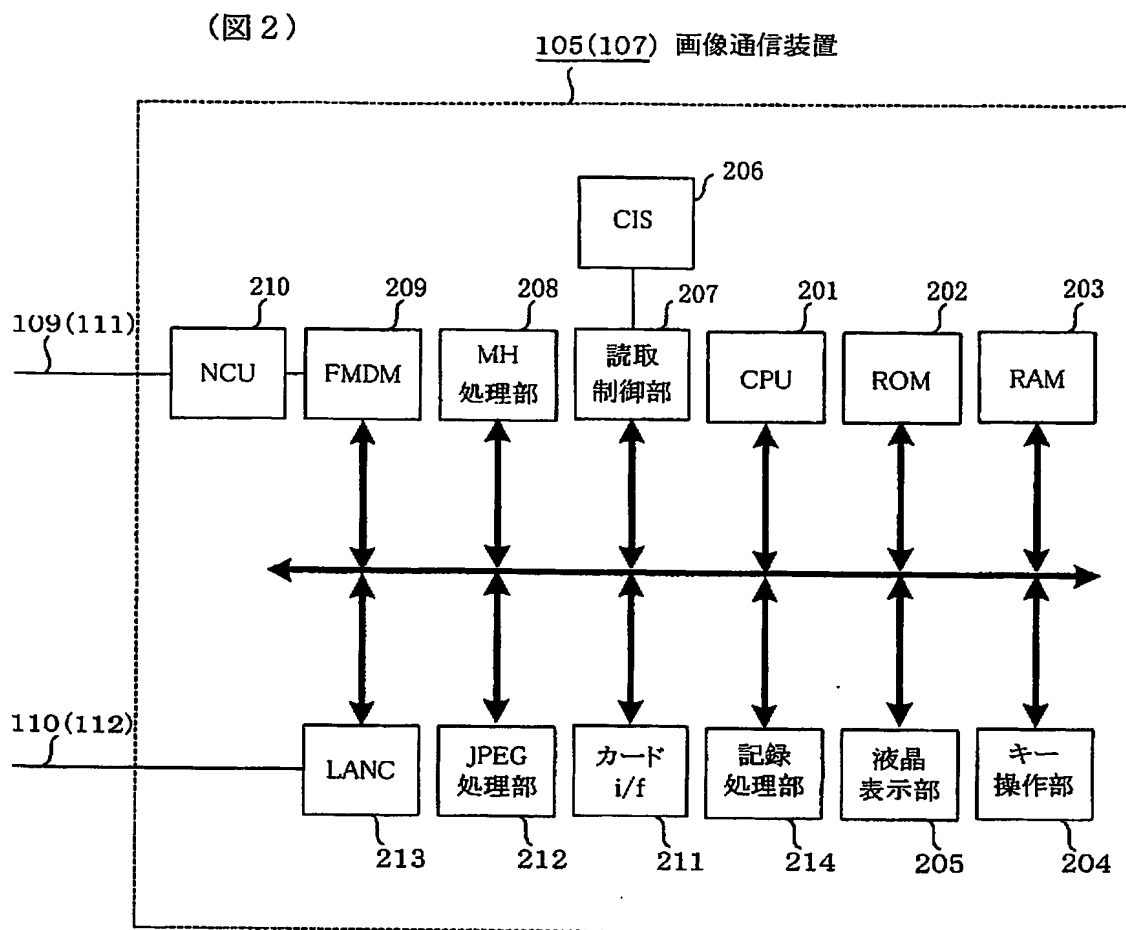 (図2)
105(107) 画像通信装置
206
CIS
210
209
208
207
201
202
203
109(111)
NCU
FMDM
MH
処理部
読取
制御部
CPU
ROM
RAM
110(112)
LANC
JPEG
処理部
カード
i/f
記録
処理部
液晶
表示部
キー
操作部
213
212
211
214
205
204